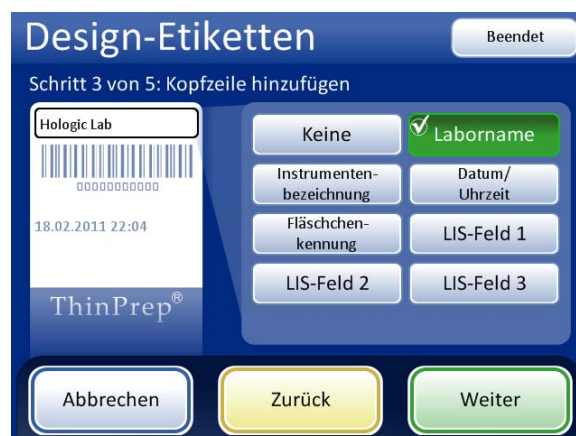 Design-Etiketten
Beendet
Schritt 3 von 5: Kopfzeile hinzufügen
Hologic Lab
00000000000
18.02.2011 22:04
ThinPrep®
Keine
Laborname
Instrumenten-
bezeichnung
Datum/
Uhrzeit
Fläschchen-
kennung
LIS-Feld 1
LIS-Feld 2
LIS-Feld 3
Abbrechen
Zurück
Weiter